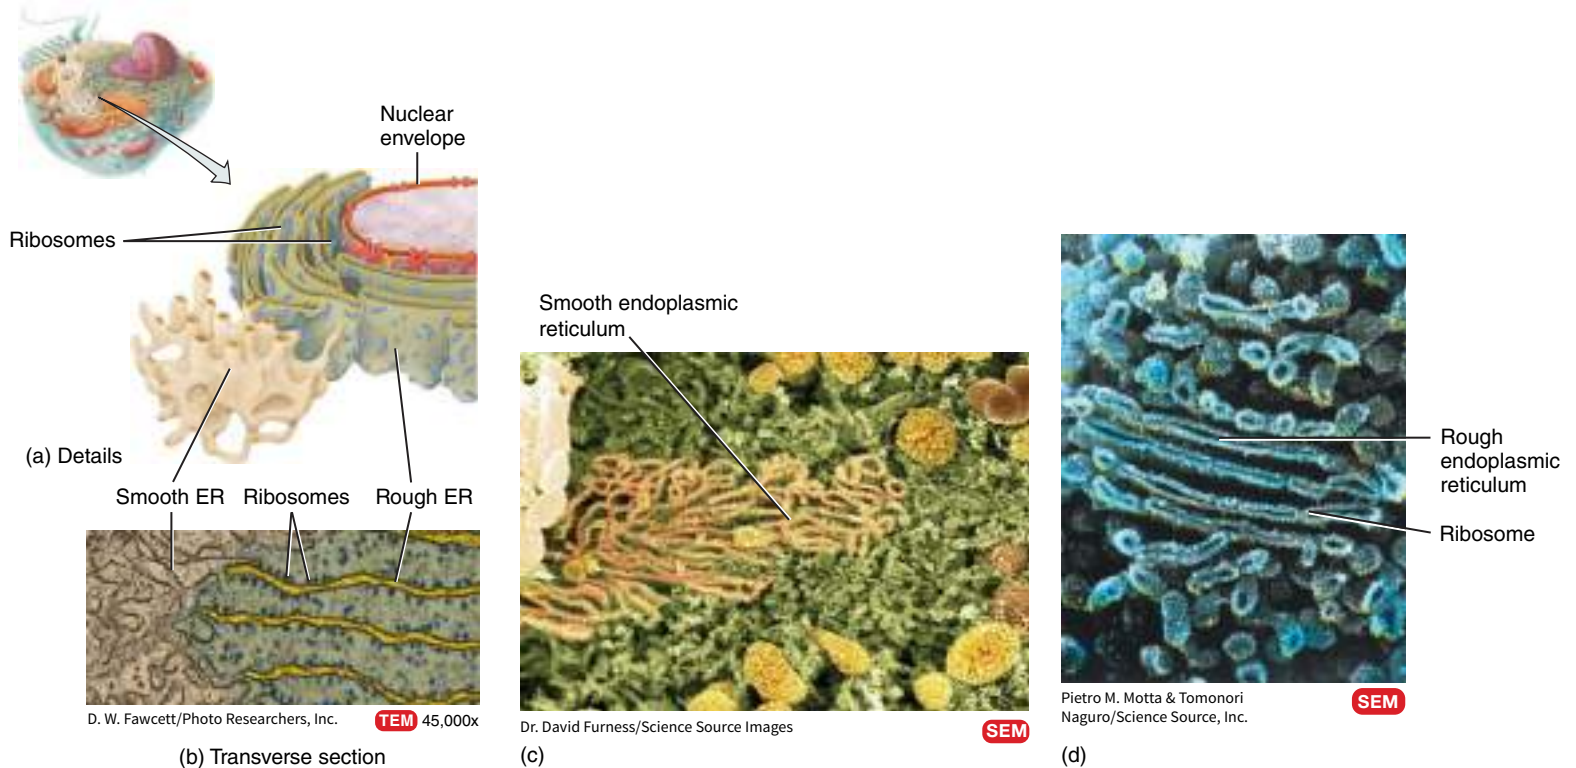 Nuclear
envelope
Ribosomes
(a) Details
Smooth ER
Ribosomes
Rough ER
D. W. Fawcett/Photo Researchers, Inc.
TEM 45,000x
(b) Transverse section
Smooth endoplasmic
reticulum
Dr. David Furness/Science Source Images
SEM
(c)
Rough
endoplasmic
reticulum
Ribosome
Pietro M. Motta & Tomonori
Naguro/Science Source, Inc.
SEM
(d)